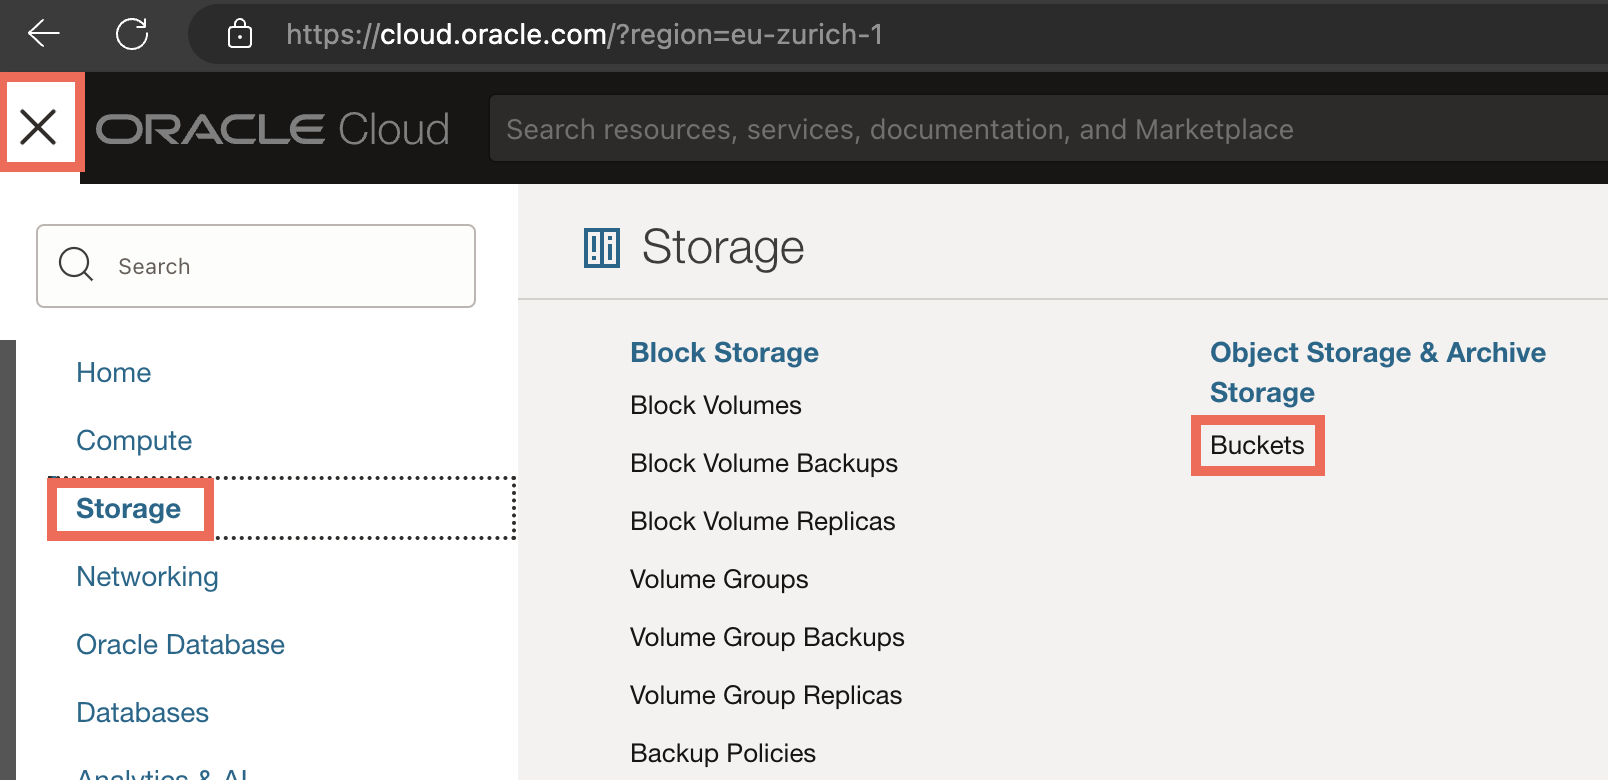 https://cloud.oracle.com/?region=eu-zurich-1
ORACLE Cloud
Search resources, services, documentation, and Marketplace
Search
Home
Compute
Storage
Networking
Oracle Database
Databases
Analytics & AI
Storage
Block Storage
Block Volumes
Block Volume Backups
Block Volume Replicas
Volume Groups
Volume Group Backups
Volume Group Replicas
Backup Policies
Object Storage & Archive
Storage
Buckets